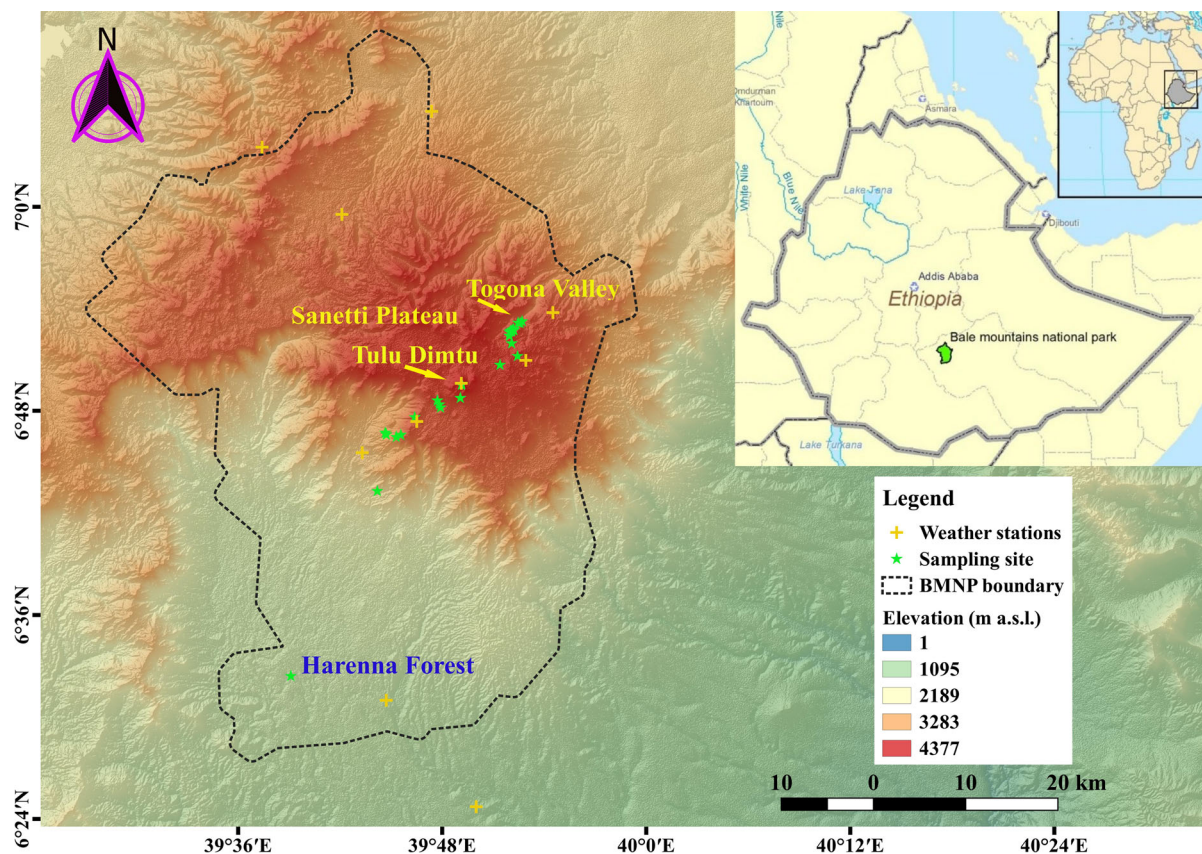 N
7°0'N
6°48'N
6°36'N
6°24'N
39°36'E
39°48'E
40°0'E
40°12'E
40°24'E
Togona Valley
Sanetti Plateau
Tulu Dimtu
Harenna Forest
Omdurman
Khartoum
Asmara
White Nile
Blue Nile
Lake Tana
Djibouti
Addis Ababa
Ethiopia
Bale mountains national park
Lake Turkana
Legend
Weather stations
Sampling site
BMNP boundary
Elevation (m a.s.l.)
1
1095
2189
3283
4377
10 0 10 20 km